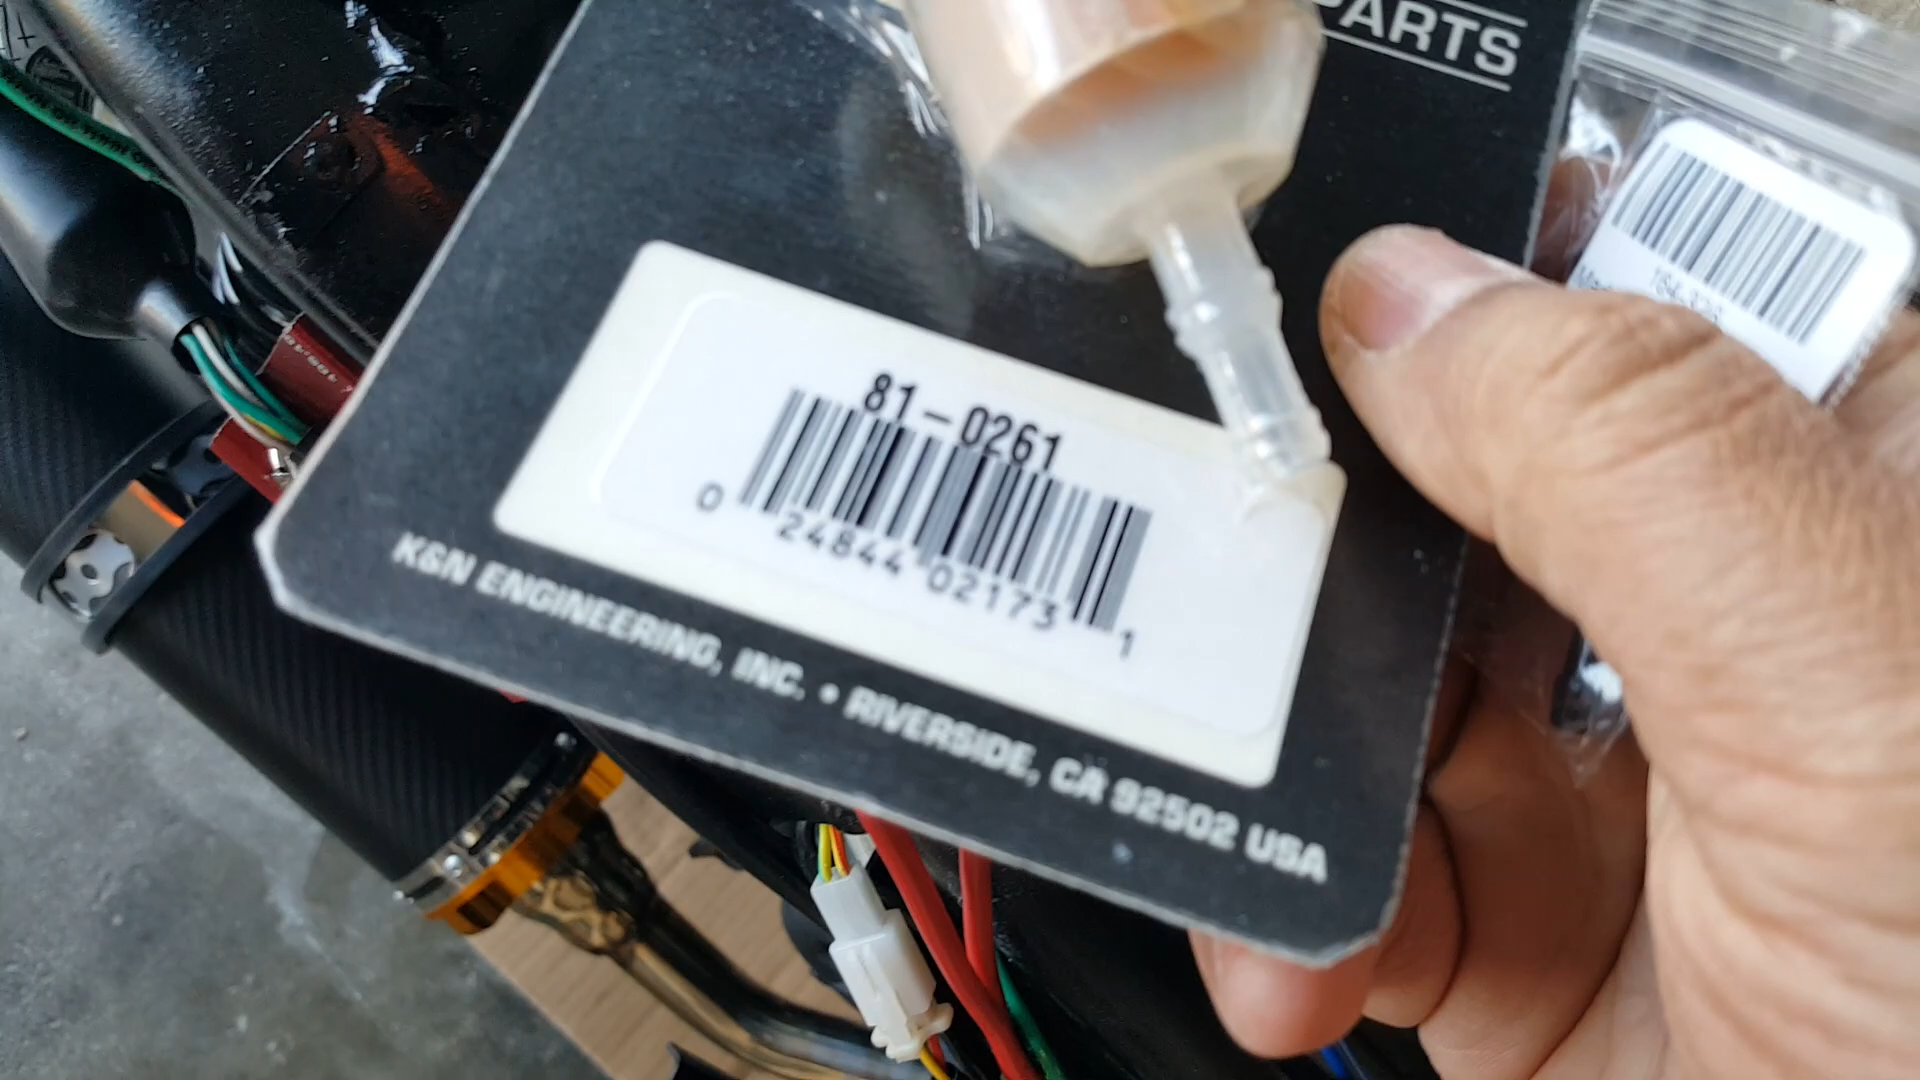 PARTS
81-0261
0 24844 02173 1
K&N ENGINEERING, INC. • RIVERSIDE, CA 92502 USA